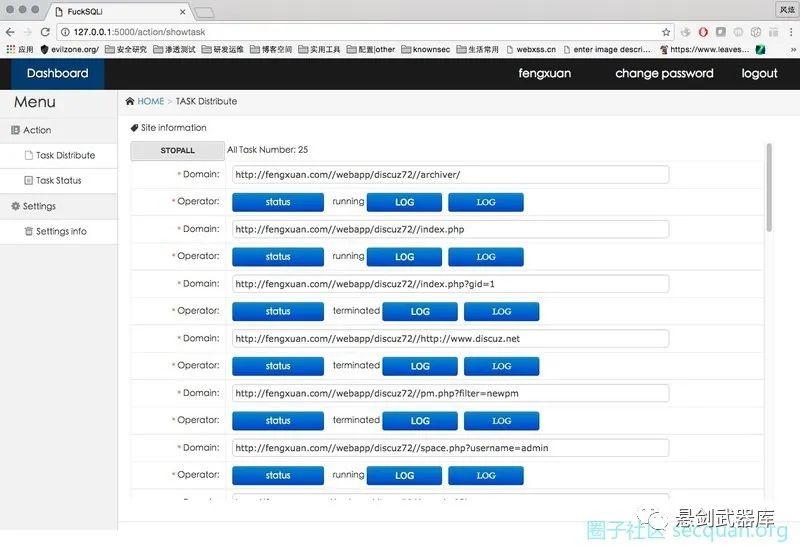 FuckSQLi
风炫
127.0.0.1:5000/action/showtask
应用 evilzone.org/ 安全研究 渗透测试 研发运维 博客空间 实用工具 配置|other knownsec 生活常用 webxss.cn enter image descri... https://www.leaves...
Dashboard fengxuan change password logout
Menu
HOME > TASK Distribute
Action
Task Distribute
Task Status
Settings
Settings info
Site information
STOPALL All Task Number: 25
* Domain: http://fengxuan.com//webapp/discuz72//archiver/
* Operator: status running LOG LOG
* Domain: http://fengxuan.com//webapp/discuz72//index.php
* Operator: status running LOG LOG
* Domain: http://fengxuan.com//webapp/discuz72//index.php?gid=1
* Operator: status terminated LOG LOG
* Domain: http://fengxuan.com//webapp/discuz72//http://www.discuz.net
* Operator: status terminated LOG LOG
* Domain: http://fengxuan.com//webapp/discuz72//pm.php?filter=newpm
* Operator: status terminated LOG LOG
* Domain: http://fengxuan.com//webapp/discuz72//space.php?username=admin
* Operator: status running LOG LOG
悬剑武器库
圈子社区 secquan.org